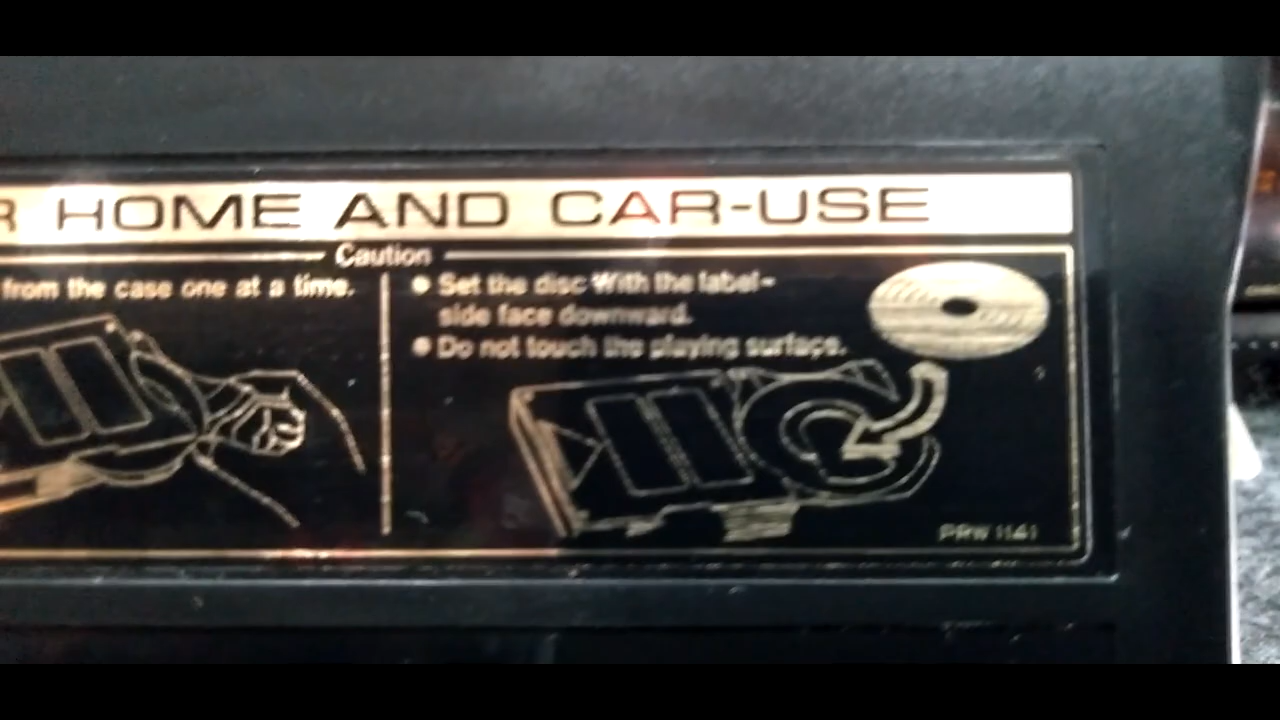 R HOME AND CAR-USE
Caution
from the case one at a time.
● Set the disc With the label-
side face downward.
● Do not touch the playing surface.
PRW 1141